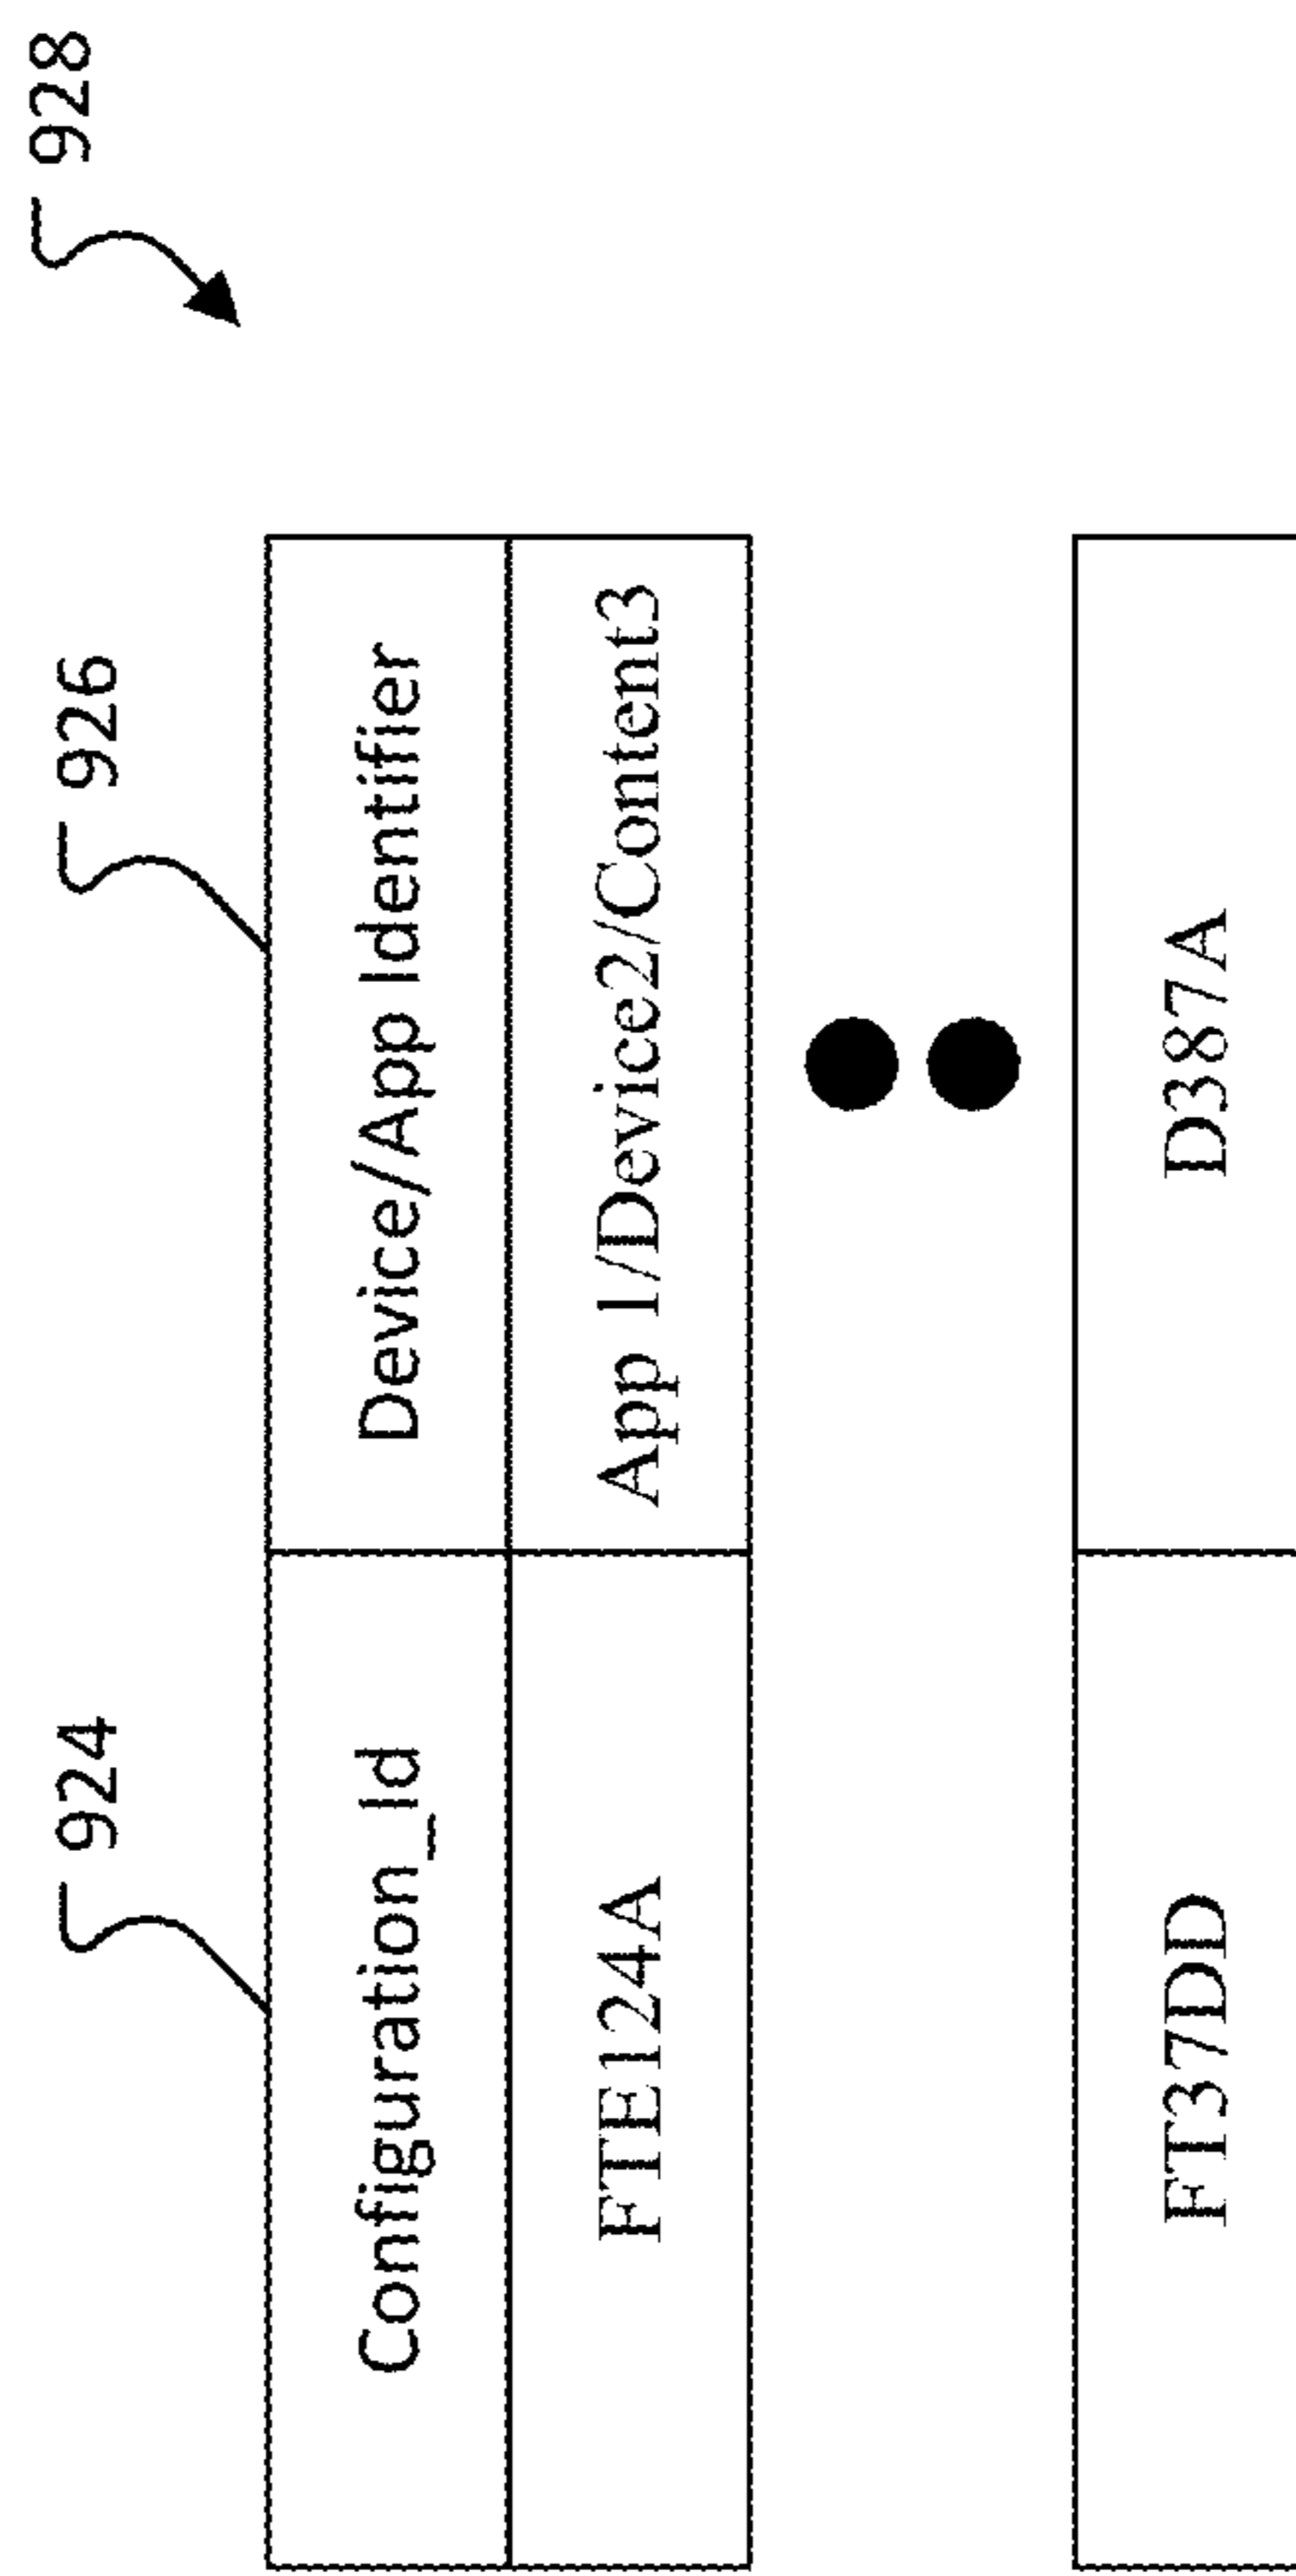 928
924
926
Configuration_Id
Device/App Identifier
FTE124A
App 1/Device2/Content3
FT37DD
D387A